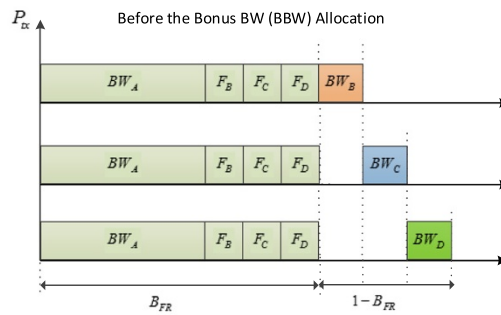 Before the Bonus BW (BBW) Allocation
P_tx
BW_A F_B F_C F_D BW_B
BW_A F_B F_C F_D BW_C
BW_A F_B F_C F_D BW_D
B_FR 1-B_FR